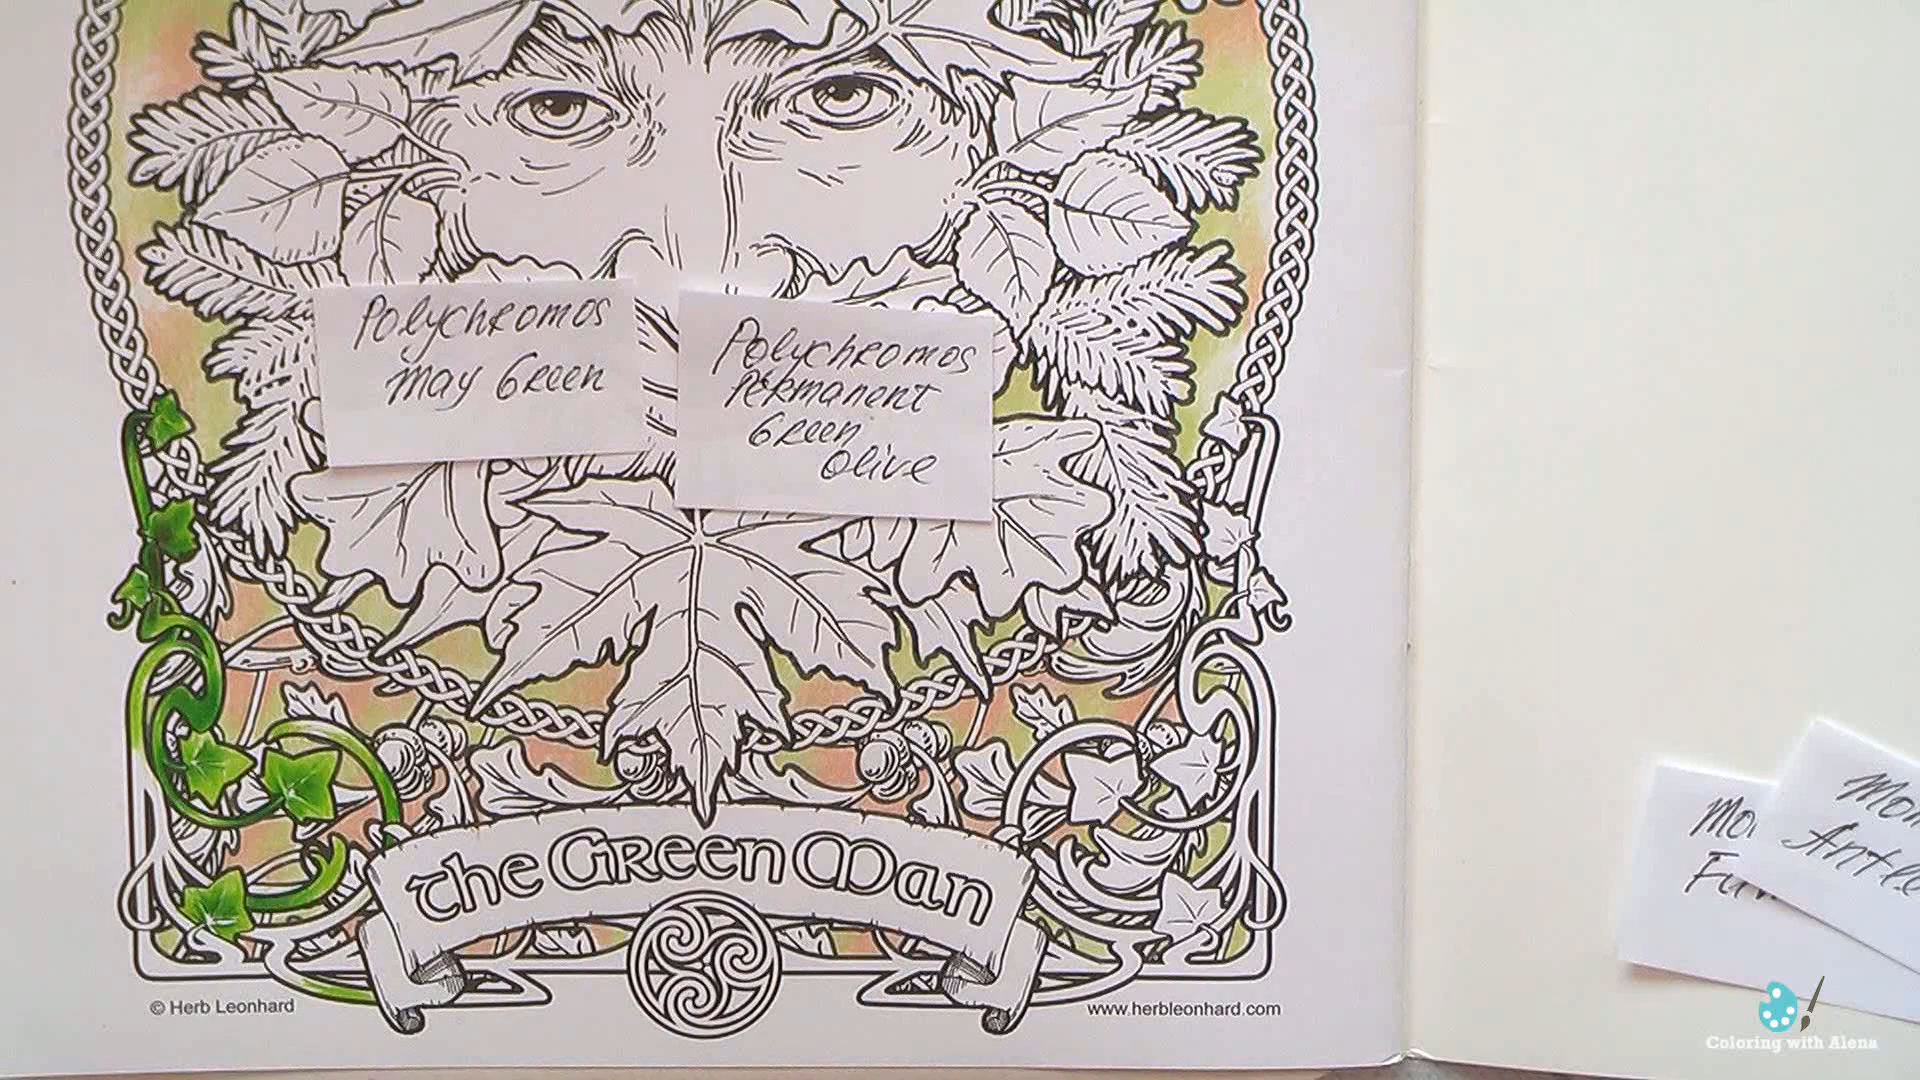 Polychromos
May Green
Polychromos
Permanent
Green
Olive
the Green Man
© Herb Leonhard
www.herbleonhard.com
Coloring with Alena